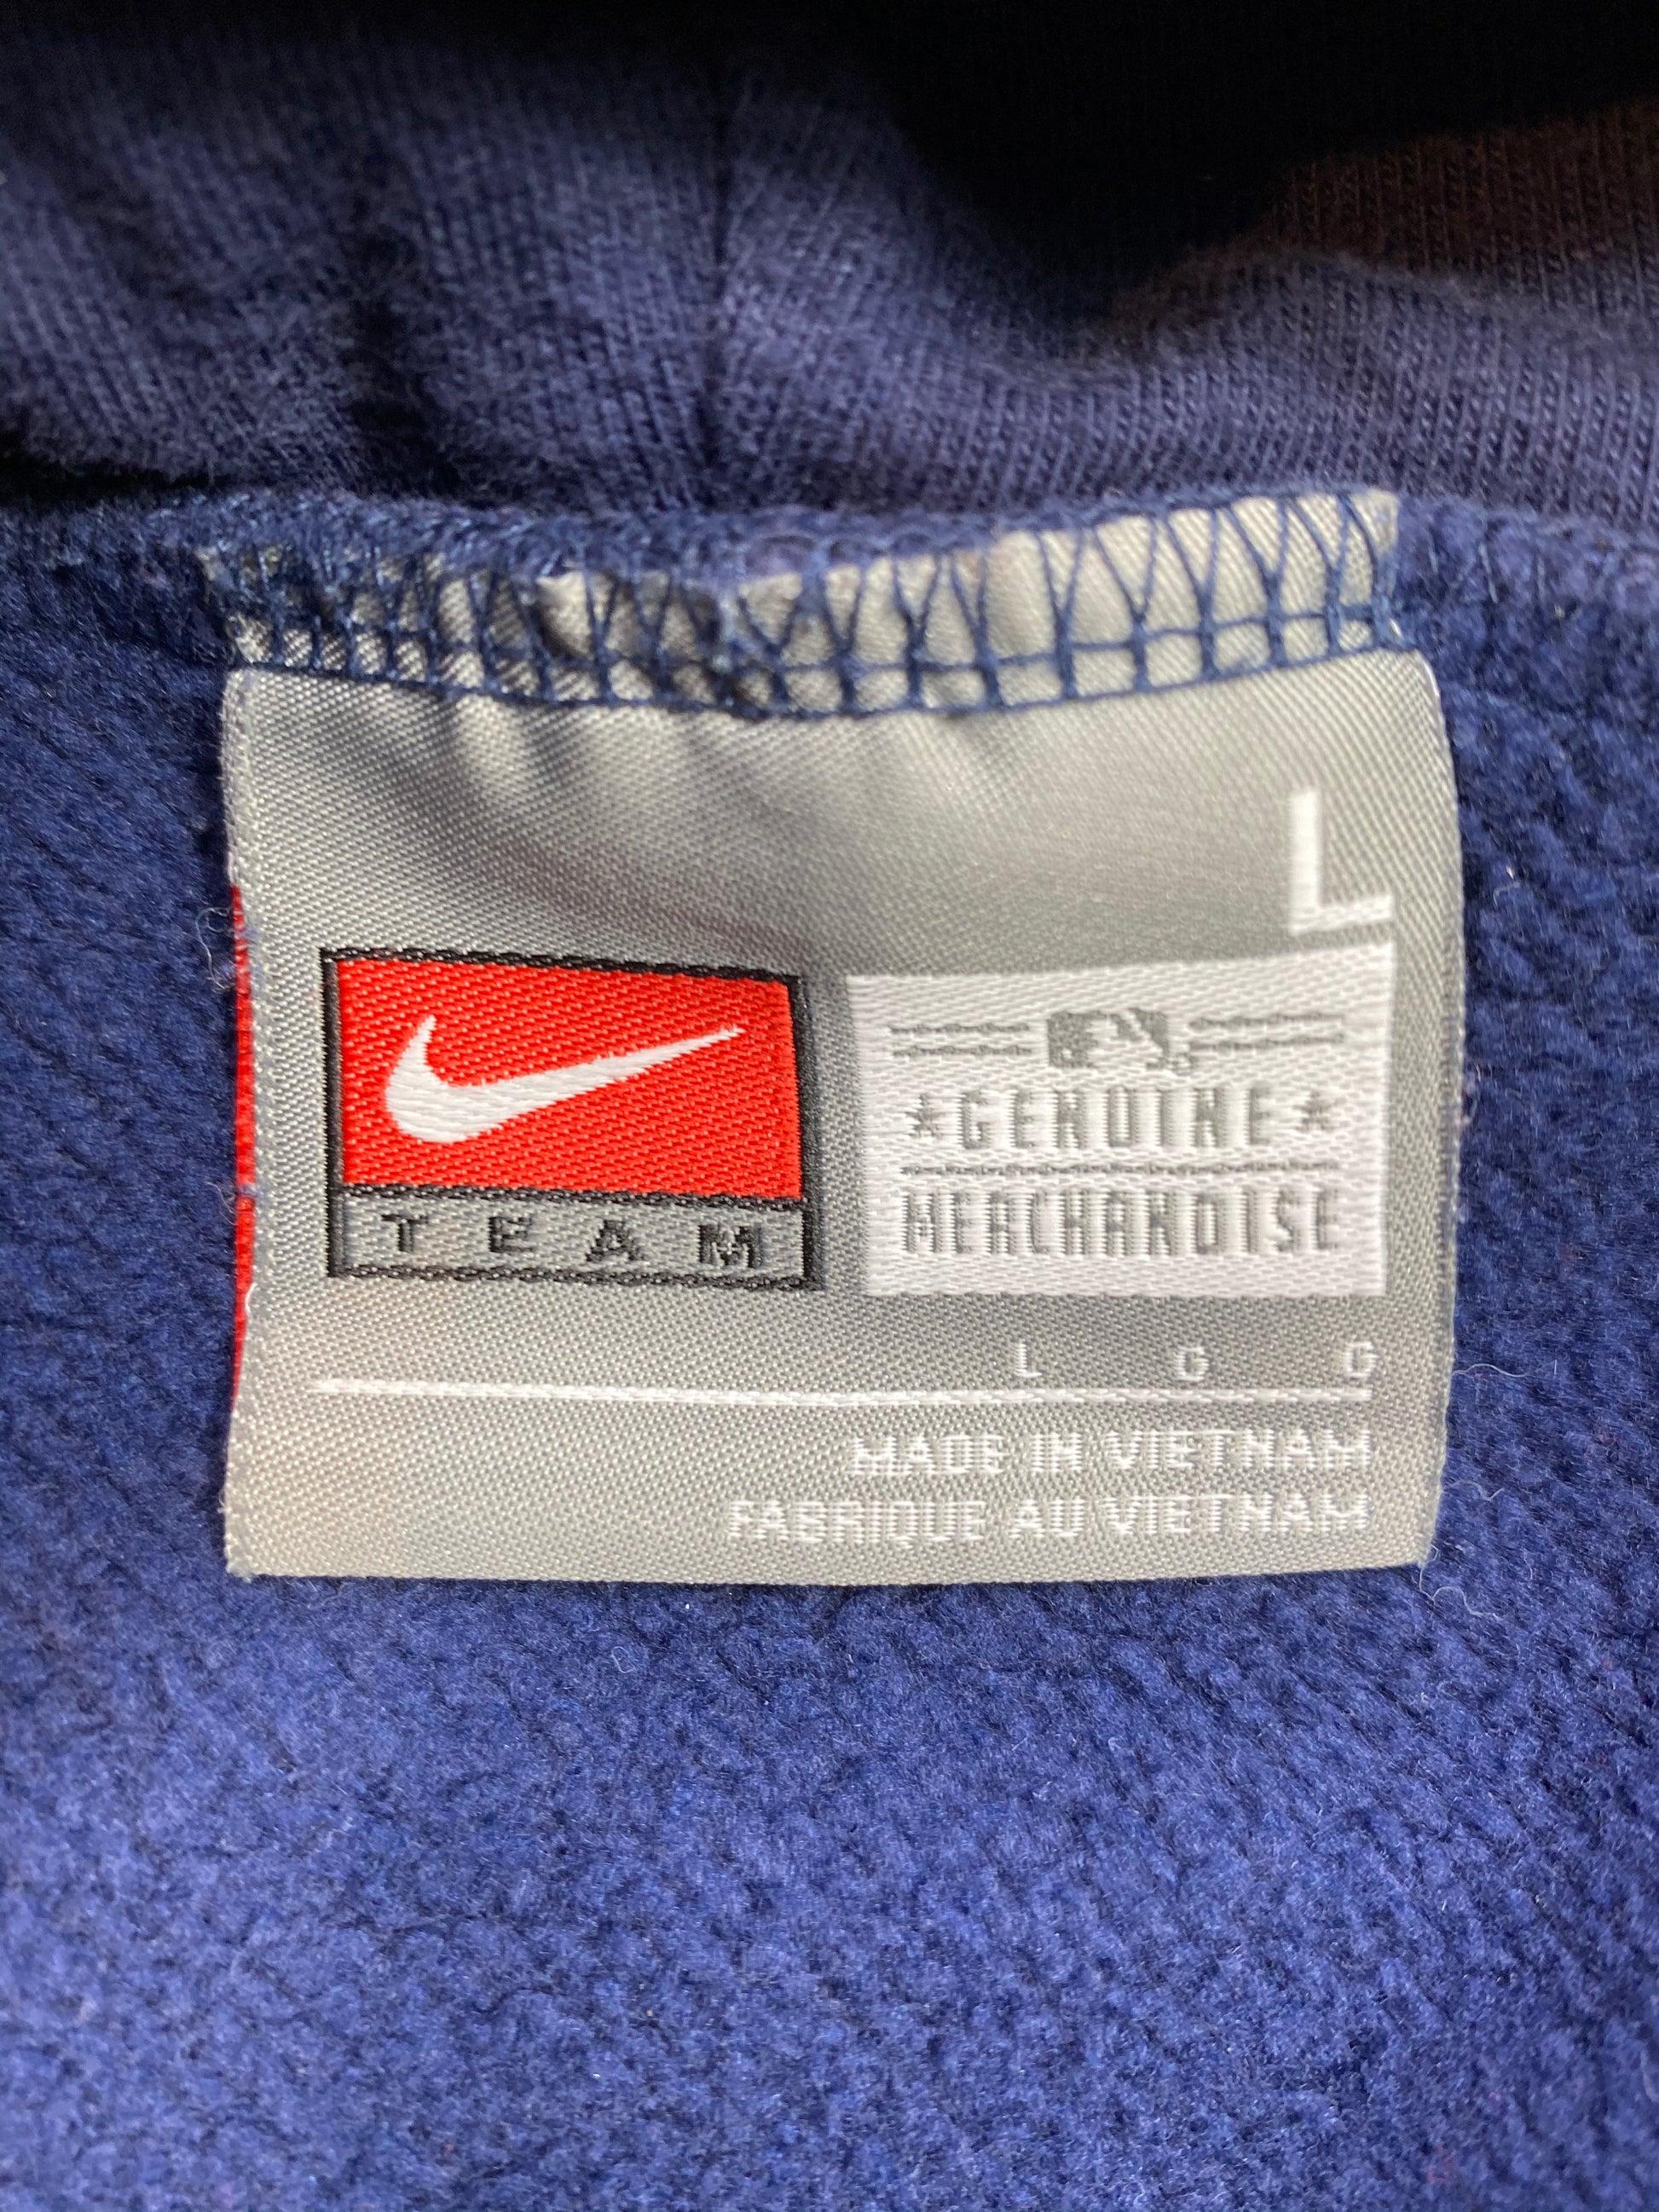 L
GENUINE
MERCHANDISE
TEAM
L G G
MADE IN VIETNAM
FABRIQUE AU VIETNAM